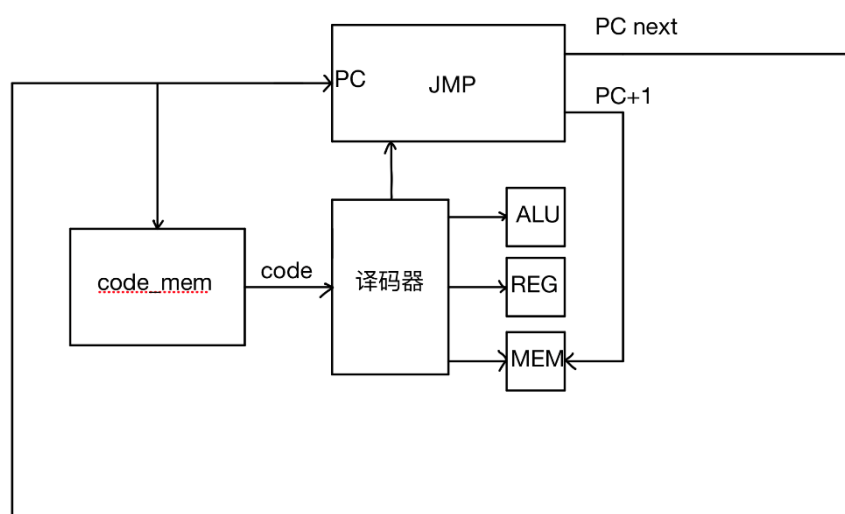 PC next
PC
JMP
PC+1
ALU
code_mem
code
译码器
REG
MEM